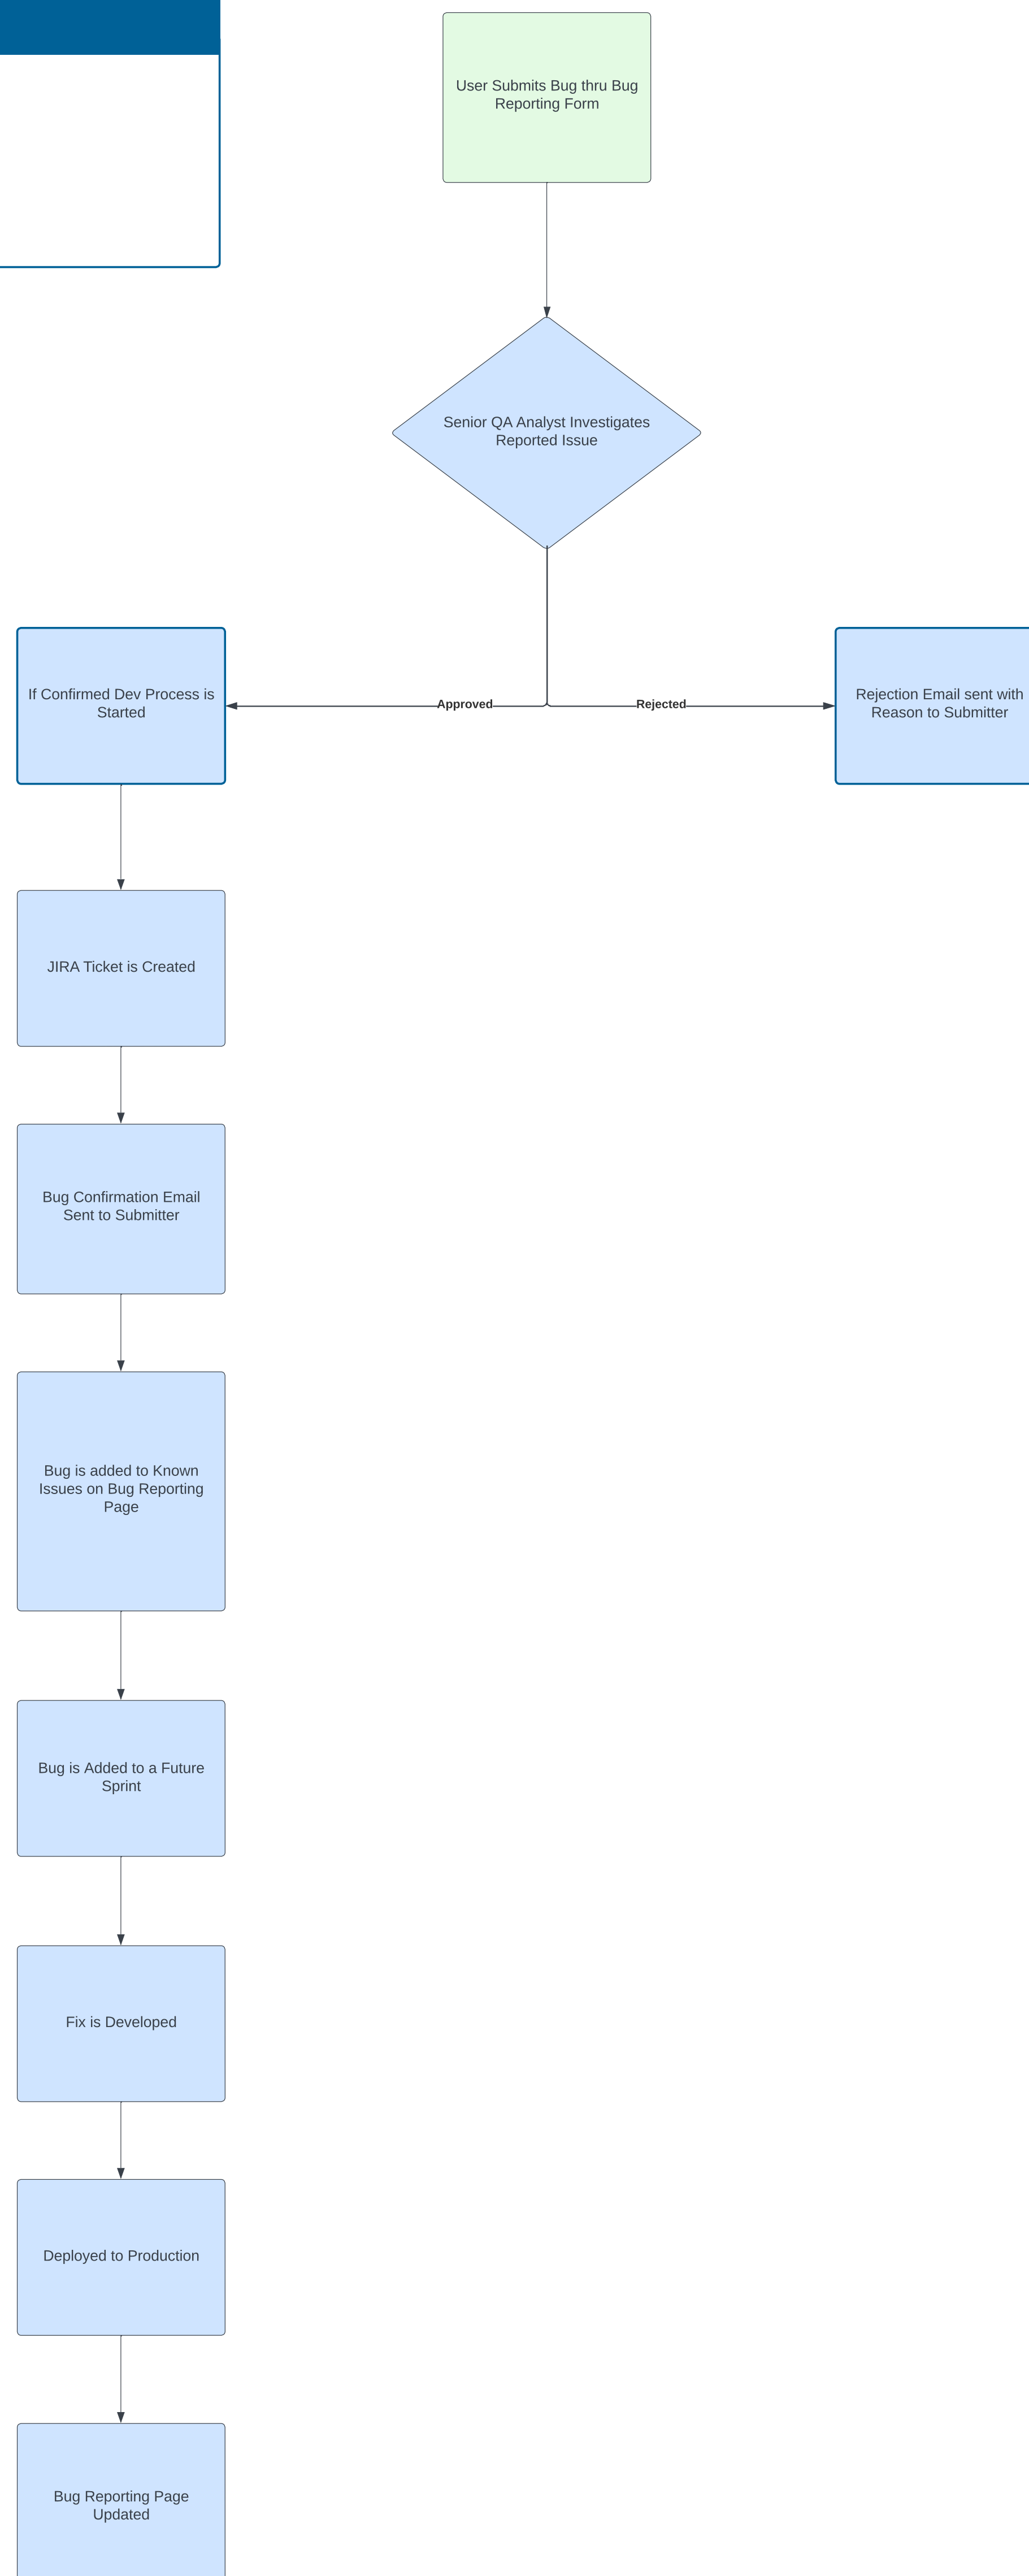 User Submits Bug thru Bug
Reporting Form
Senior QA Analyst Investigates
Reported Issue
Approved
Rejected
If Confirmed Dev Process is
Started
Rejection Email sent with
Reason to Submitter
JIRA Ticket is Created
Bug Confirmation Email
Sent to Submitter
Bug is added to Known
Issues on Bug Reporting
Page
Bug is Added to a Future
Sprint
Fix is Developed
Deployed to Production
Bug Reporting Page
Updated